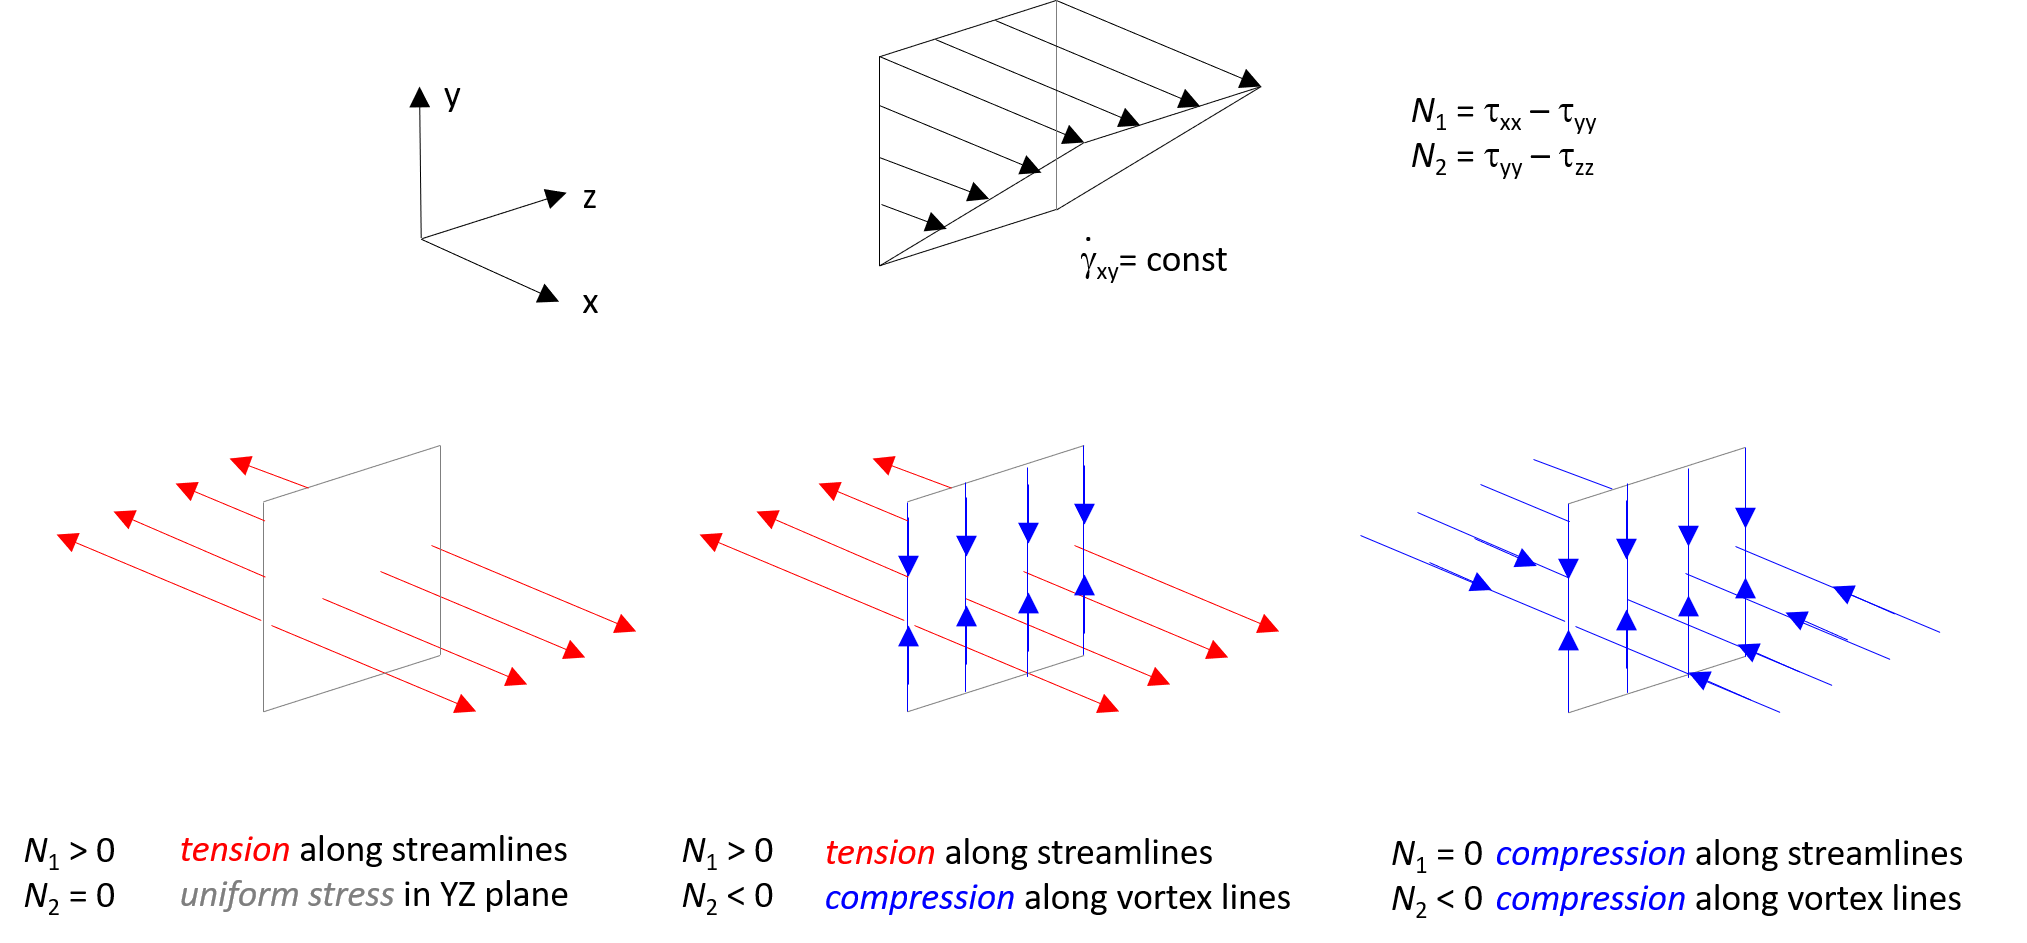 y
z
x
γ̇xy= const
N1 = τxx – τyy
N2 = τyy – τzz
N1 > 0 tension along streamlines
N2 = 0 uniform stress in YZ plane
N1 > 0 tension along streamlines
N2 < 0 compression along vortex lines
N1 = 0 compression along streamlines
N2 < 0 compression along vortex lines